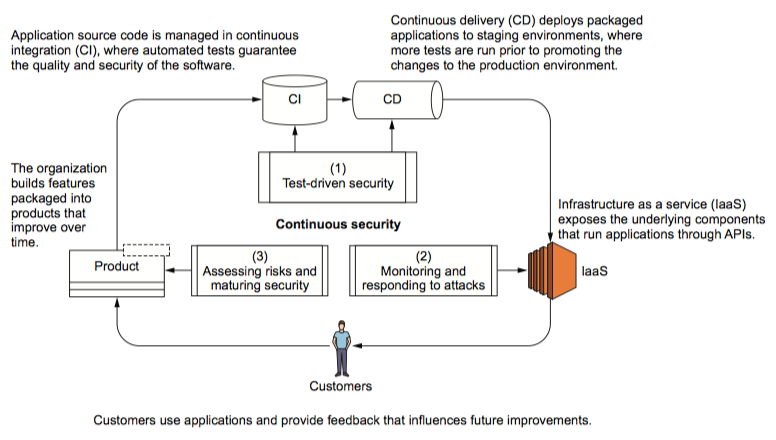 Application source code is managed in continuous
integration (CI), where automated tests guarantee
the quality and security of the software.
Continuous delivery (CD) deploys packaged
applications to staging environments, where
more tests are run prior to promoting the
changes to the production environment.
CI
CD
(1)
Test-driven security
The organization
builds features
packaged into
products that
improve over
time.
Continuous security
Infrastructure as a service (IaaS)
exposes the underlying components
that run applications through APIs.
Product
(3)
Assessing risks and
maturing security
(2)
Monitoring and
responding to attacks
IaaS
Customers
Customers use applications and provide feedback that influences future improvements.